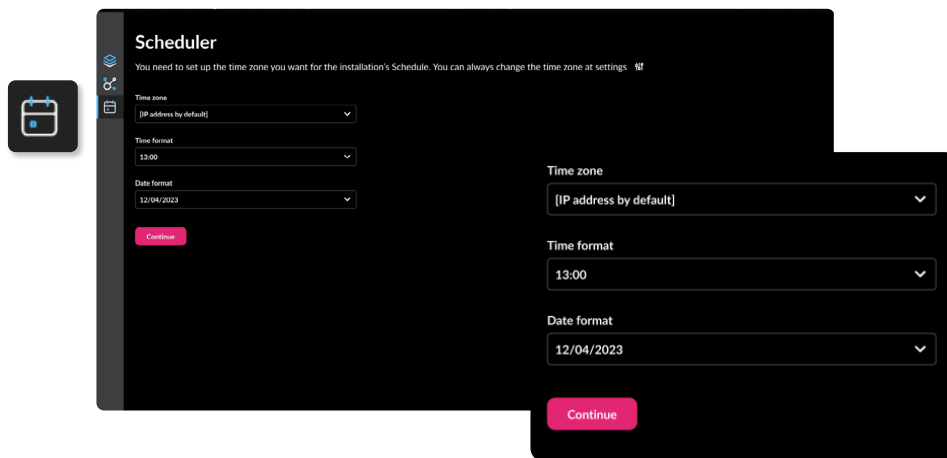 Scheduler
You need to set up the time zone you want for the installation's Schedule. You can always change the time zone at settings
Time zone
[IP address by default]
Time format
13:00
Date format
12/04/2023
Continue
Time zone
[IP address by default]
Time format
13:00
Date format
12/04/2023
Continue